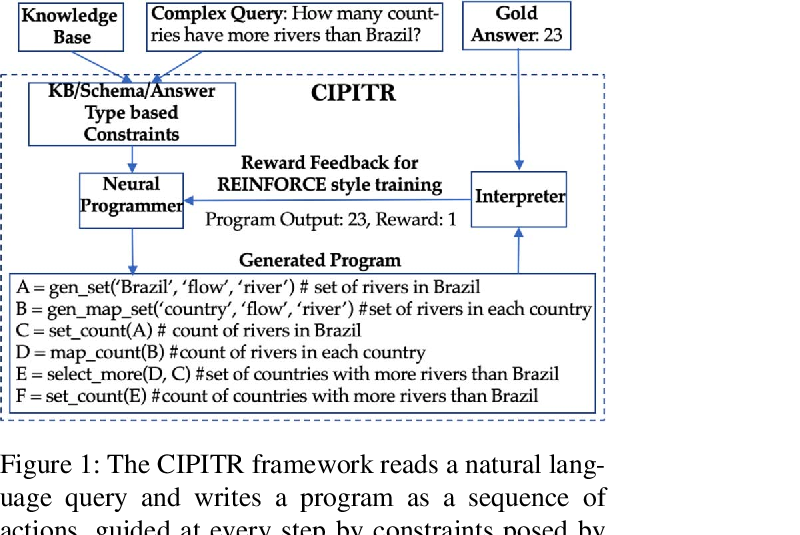 Knowledge
Base
Complex Query: How many count-
ries have more rivers than Brazil?
Gold
Answer: 23
KB/Schema/Answer
Type based
Constraints
CIPITR
Neural
Programmer
Reward Feedback for
REINFORCE style training
Program Output: 23, Reward: 1
Interpreter
Generated Program
A = gen_set(‘Brazil’, ‘flow’, ‘river’) # set of rivers in Brazil
B = gen_map_set(‘country’, ‘flow’, ‘river’) #set of rivers in each country
C = set_count(A) # count of rivers in Brazil
D = map_count(B) #count of rivers in each country
E = select_more(D, C) #set of countries with more rivers than Brazil
F = set_count(E) #count of countries with more rivers than Brazil
Figure 1: The CIPITR framework reads a natural lang-
uage query and writes a program as a sequence of
actions, guided at every step by constraints posed by